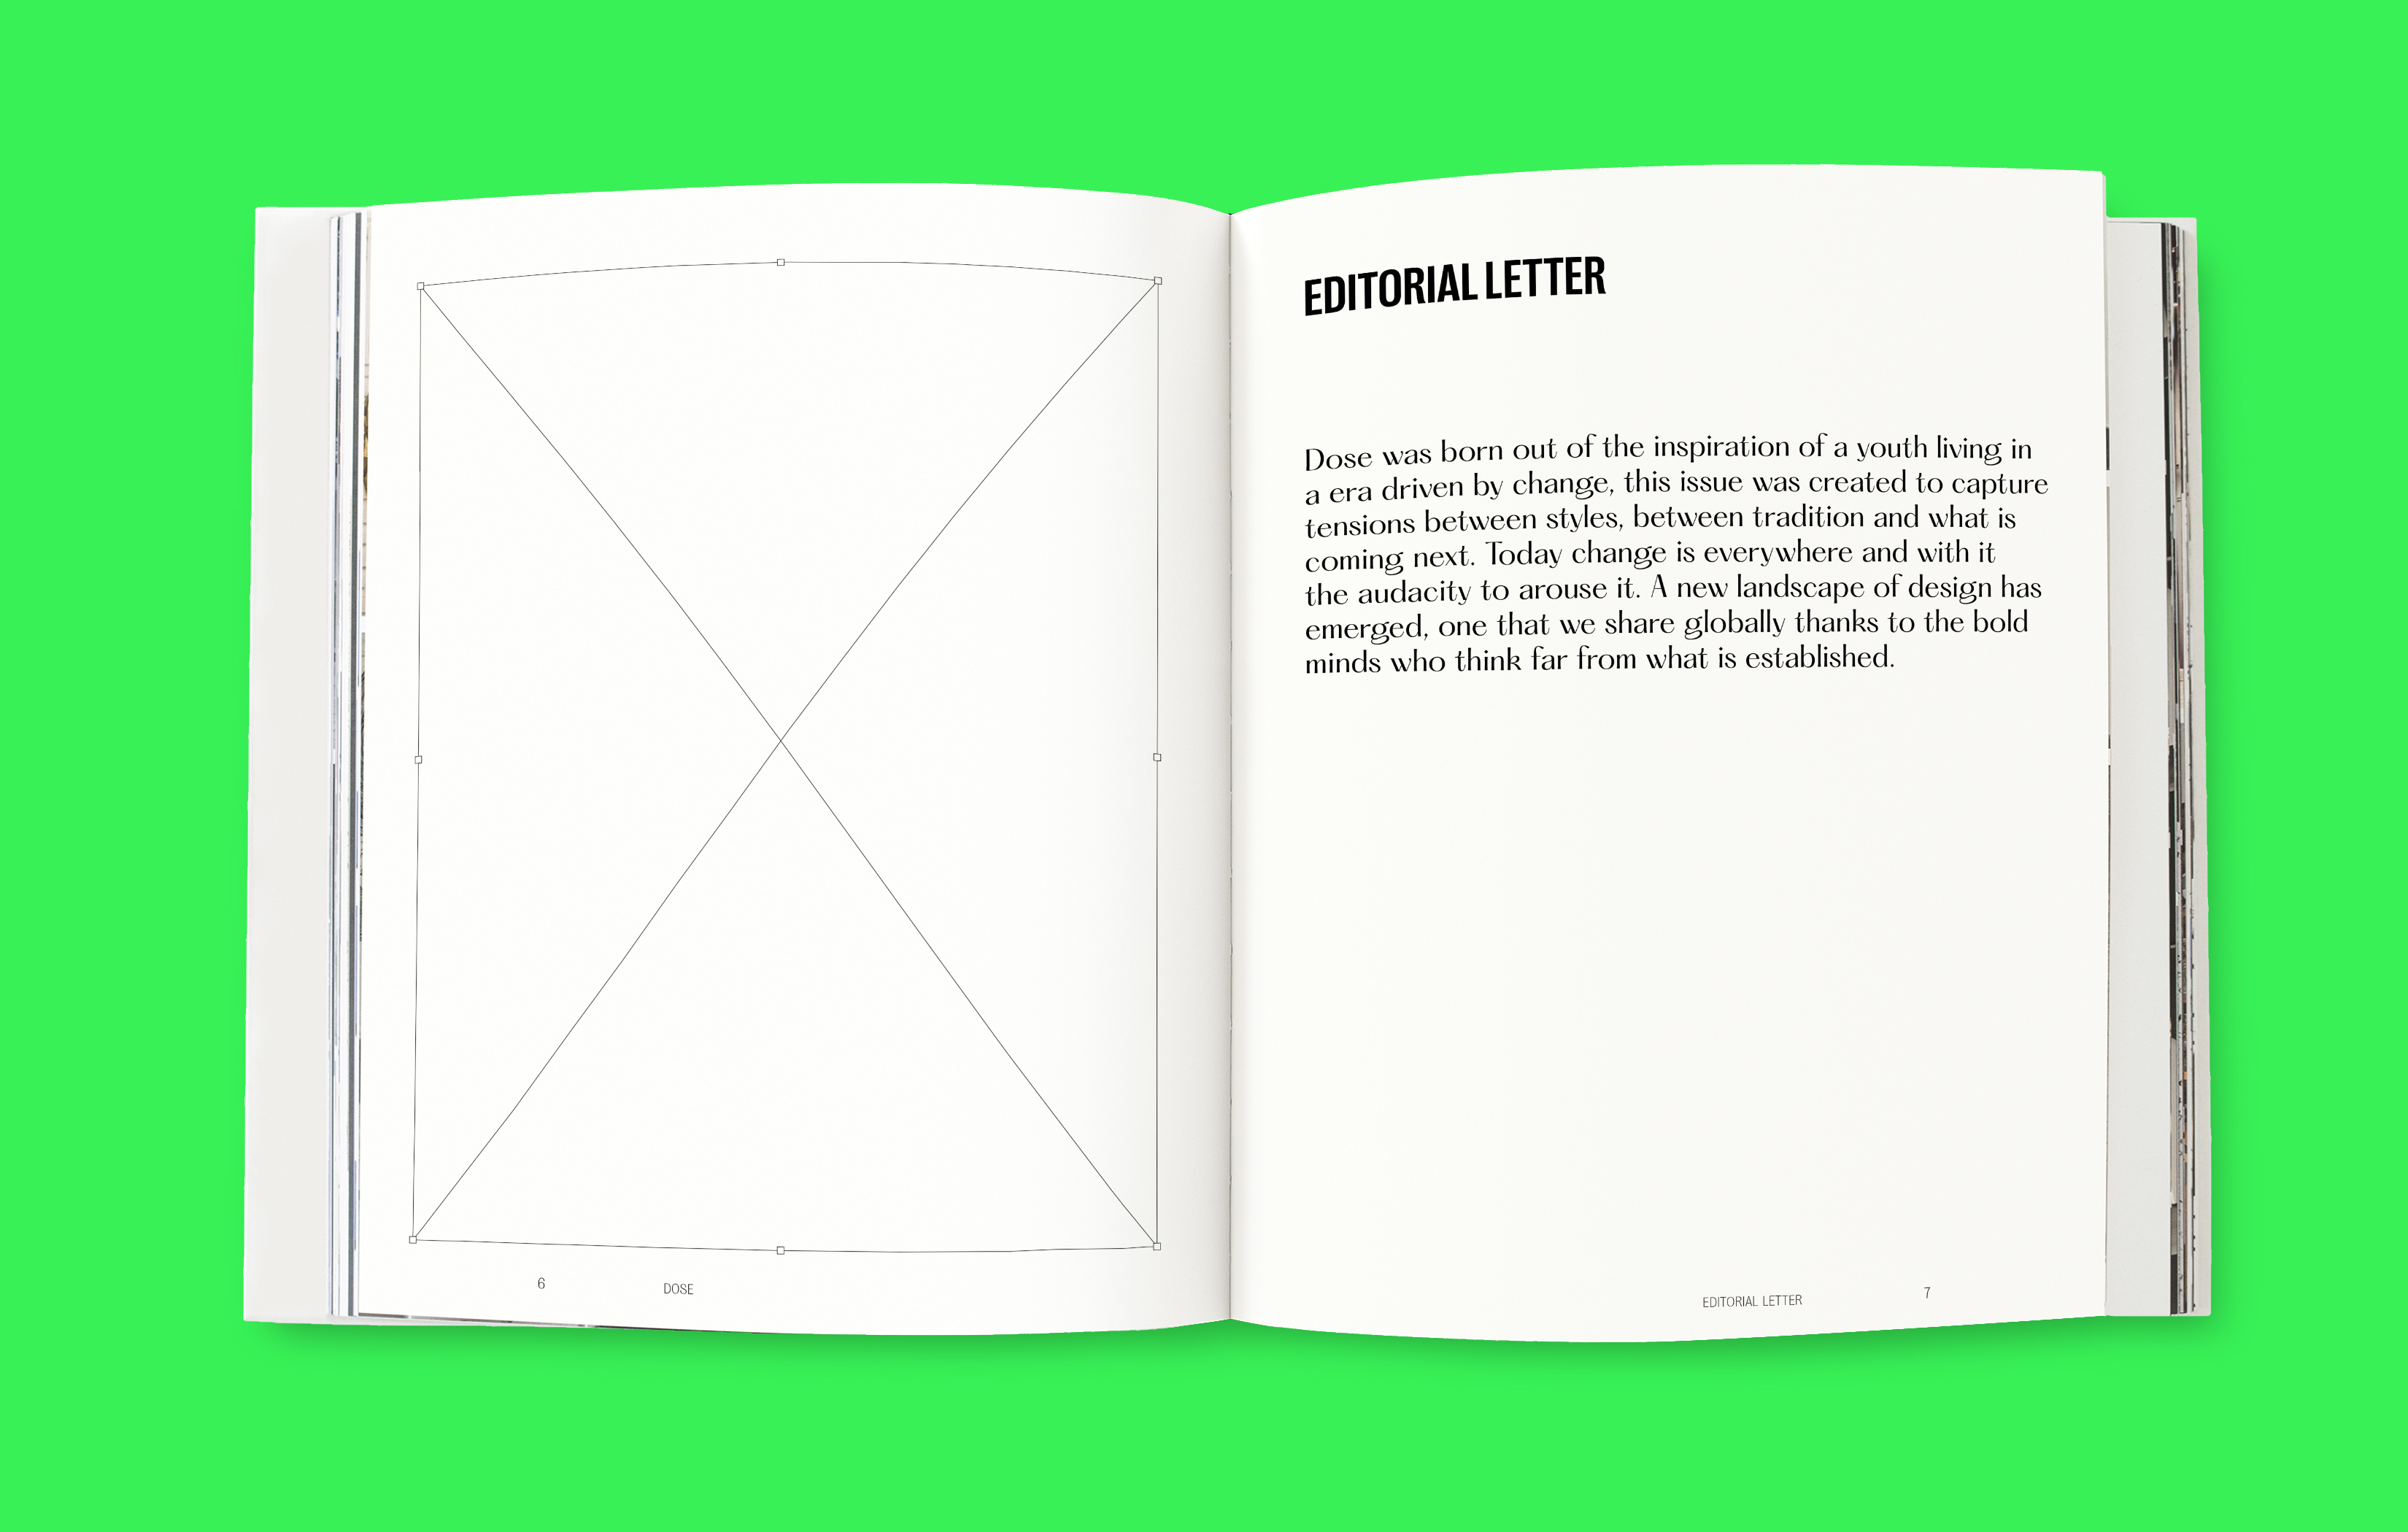 6
DOSE
EDITORIAL LETTER
Dose was born out of the inspiration of a youth living in
a era driven by change, this issue was created to capture
tensions between styles, between tradition and what is
coming next. Today change is everywhere and with it
the audacity to arouse it. A new landscape of design has
emerged, one that we share globally thanks to the bold
minds who think far from what is established.
EDITORIAL LETTER
7